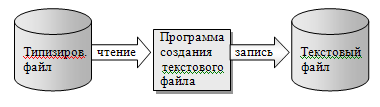 Типизиров.
файл
чтение
Программа
создания
текстового
файла
запись
Текстовый
файл